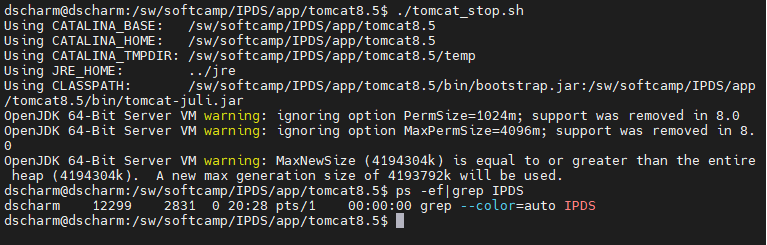 dscharm@dscharm:/sw/softcamp/IPDS/app/tomcat8.5$ ./tomcat_stop.sh
Using CATALINA_BASE:   /sw/softcamp/IPDS/app/tomcat8.5
Using CATALINA_HOME:   /sw/softcamp/IPDS/app/tomcat8.5
Using CATALINA_TMPDIR: /sw/softcamp/IPDS/app/tomcat8.5/temp
Using JRE_HOME:        ../jre
Using CLASSPATH:       /sw/softcamp/IPDS/app/tomcat8.5/bin/bootstrap.jar:/sw/softcamp/IPDS/app
/tomcat8.5/bin/tomcat-juli.jar
OpenJDK 64-Bit Server VM warning: ignoring option PermSize=1024m; support was removed in 8.0
OpenJDK 64-Bit Server VM warning: ignoring option MaxPermSize=4096m; support was removed in 8.
0
OpenJDK 64-Bit Server VM warning: MaxNewSize (4194304k) is equal to or greater than the entire
 heap (4194304k).  A new max generation size of 4193792k will be used.
dscharm@dscharm:/sw/softcamp/IPDS/app/tomcat8.5$ ps -ef|grep IPDS
dscharm    12299    2831  0 20:28 pts/1    00:00:00 grep --color=auto IPDS
dscharm@dscharm:/sw/softcamp/IPDS/app/tomcat8.5$